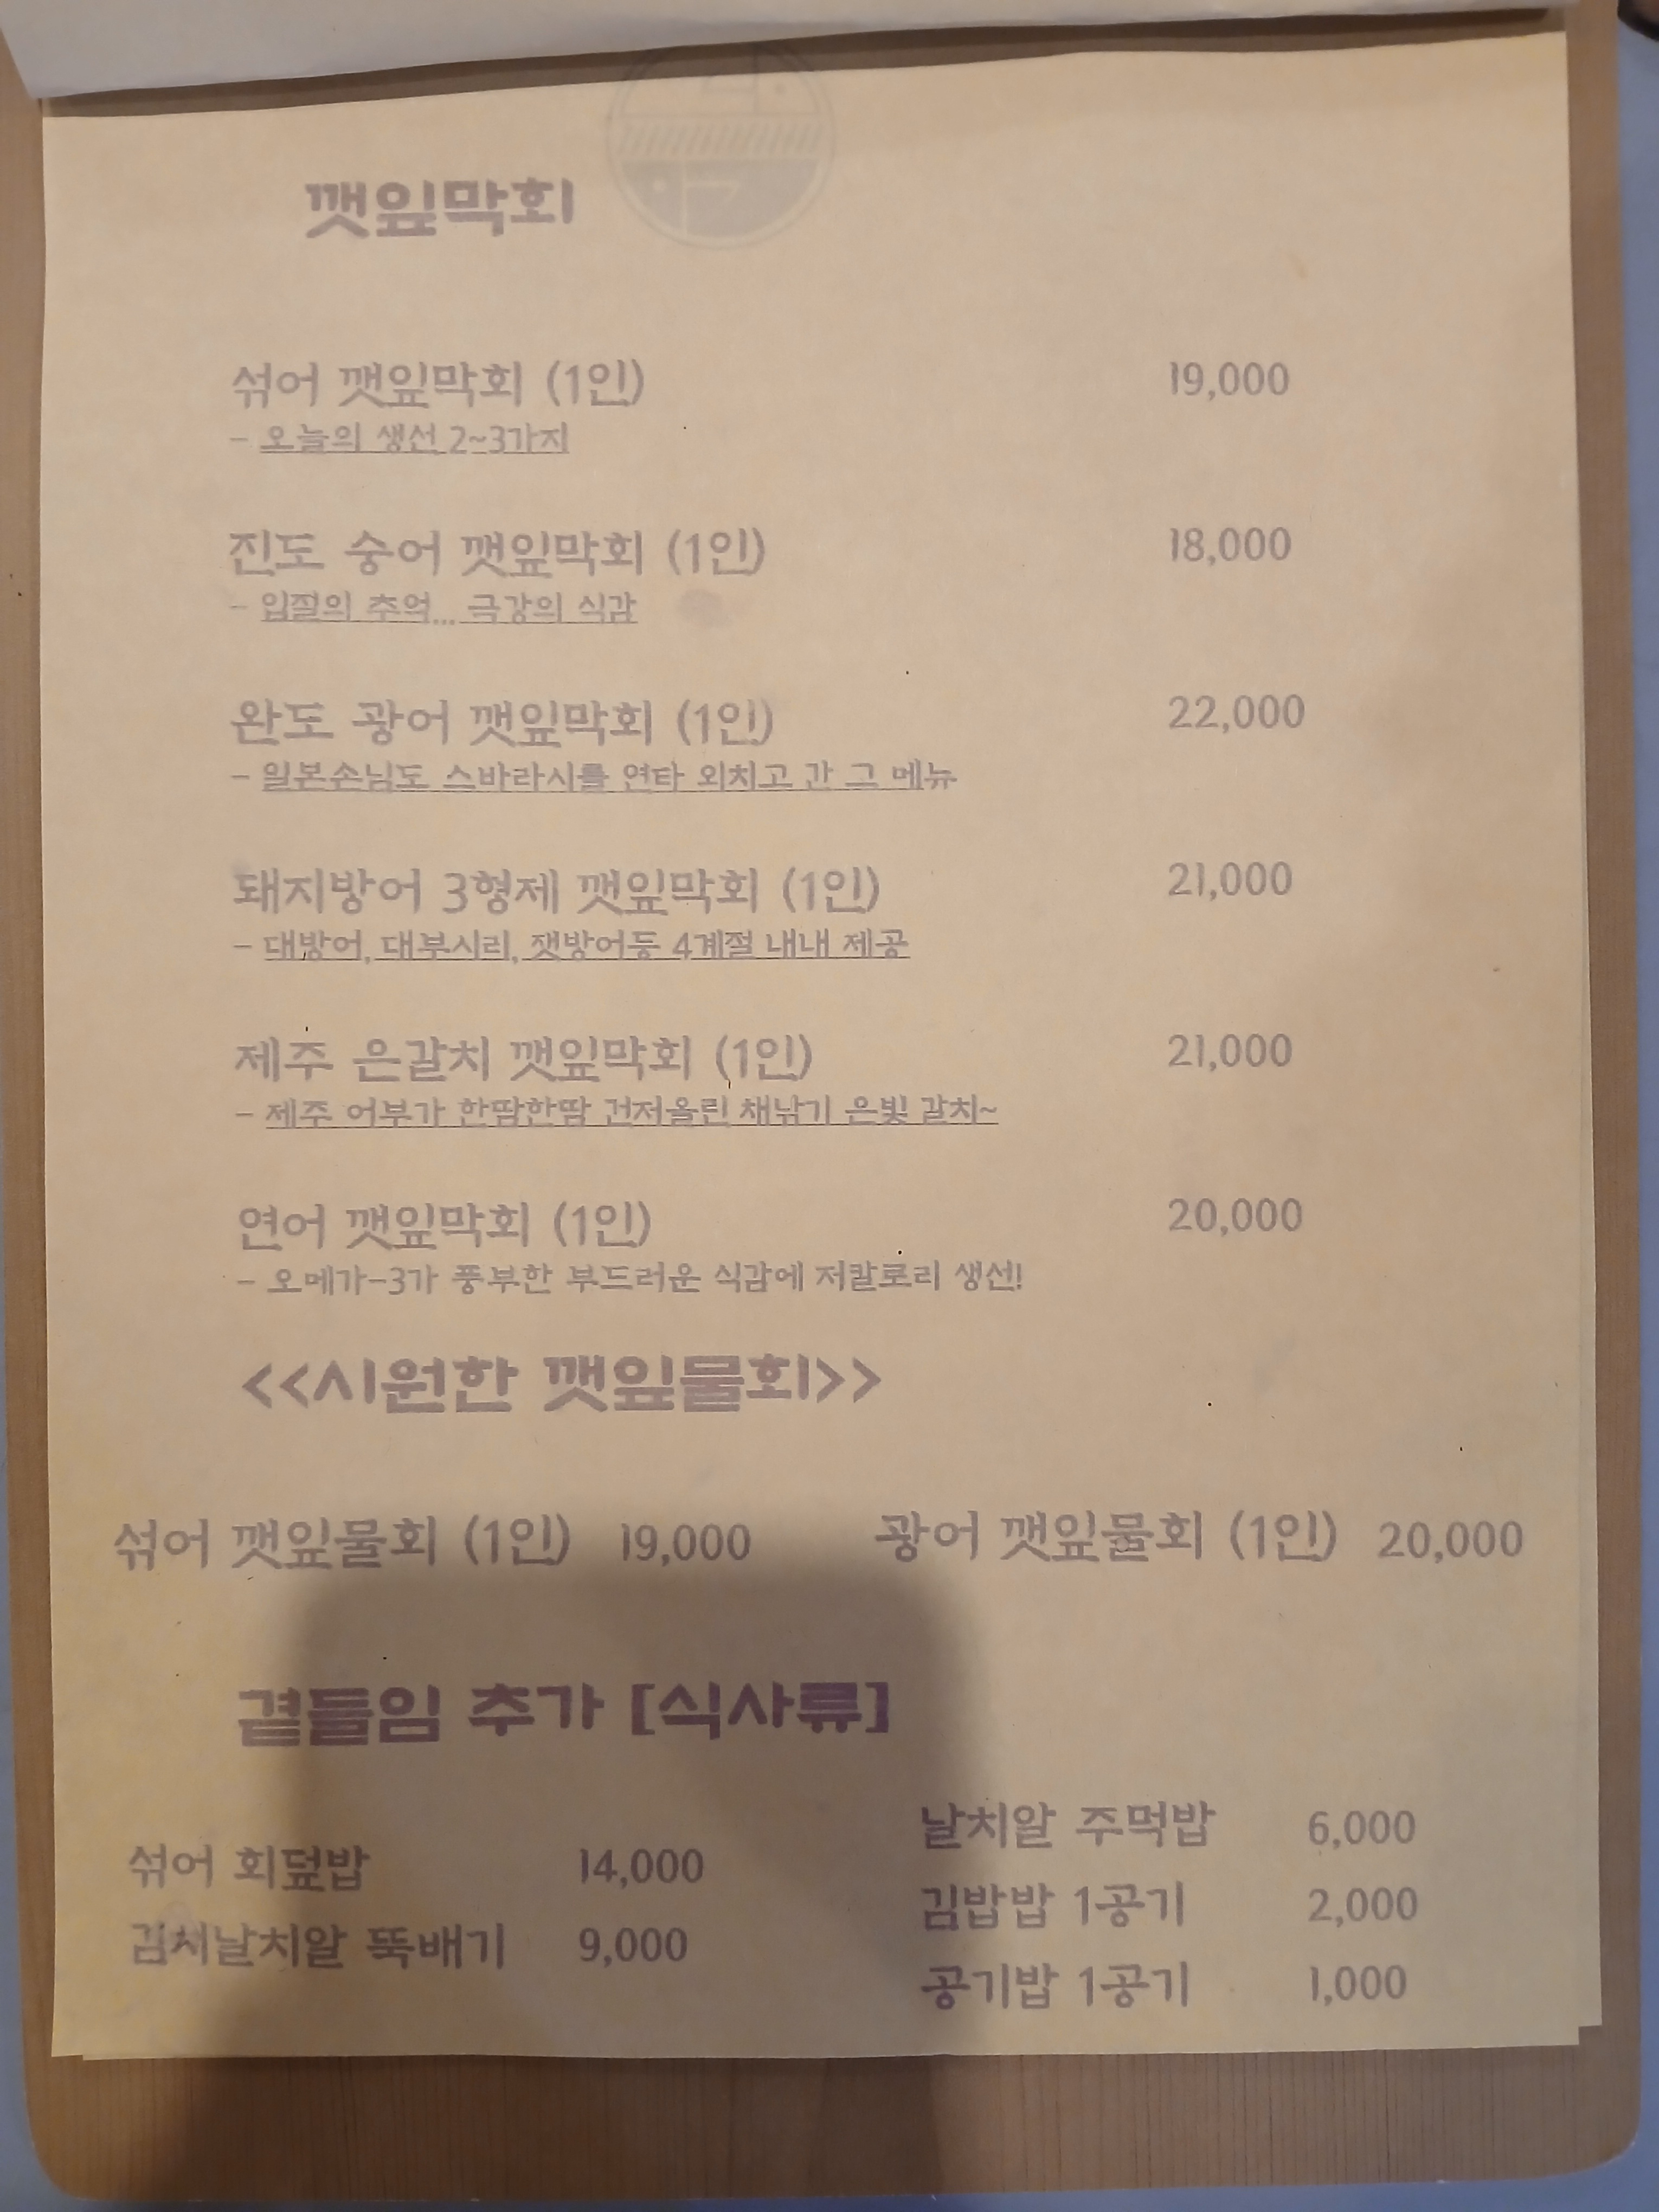 깻잎막회
섞어 깻잎막회 (1인) 19,000
- 오늘의 생선 2~3가지
진도 숭어 깻잎막회 (1인) 18,000
- 입질의 추억... 극강의 식감
완도 광어 깻잎막회 (1인) 22,000
- 일본손님도 스바라시를 연타 외치고 간 그 메뉴
돼지방어 3형제 깻잎막회 (1인) 21,000
- 대방어, 대부시리, 잿방어등 4계절 내내 제공
제주 은갈치 깻잎막회 (1인) 21,000
- 제주 어부가 한땀한땀 건져올린 채낚기 은빛 갈치~
연어 깻잎막회 (1인) 20,000
- 오메가-3가 풍부한 부드러운 식감에 저칼로리 생선!
<<시원한 깻잎물회>>
섞어 깻잎물회 (1인) 19,000 광어 깻잎물회 (1인) 20,000
곁들임 추가 [식사류]
섞어 회덮밥 14,000
김치날치알 뚝배기 9,000
날치알 주먹밥 6,000
김밥밥 1공기 2,000
공기밥 1공기 1,000